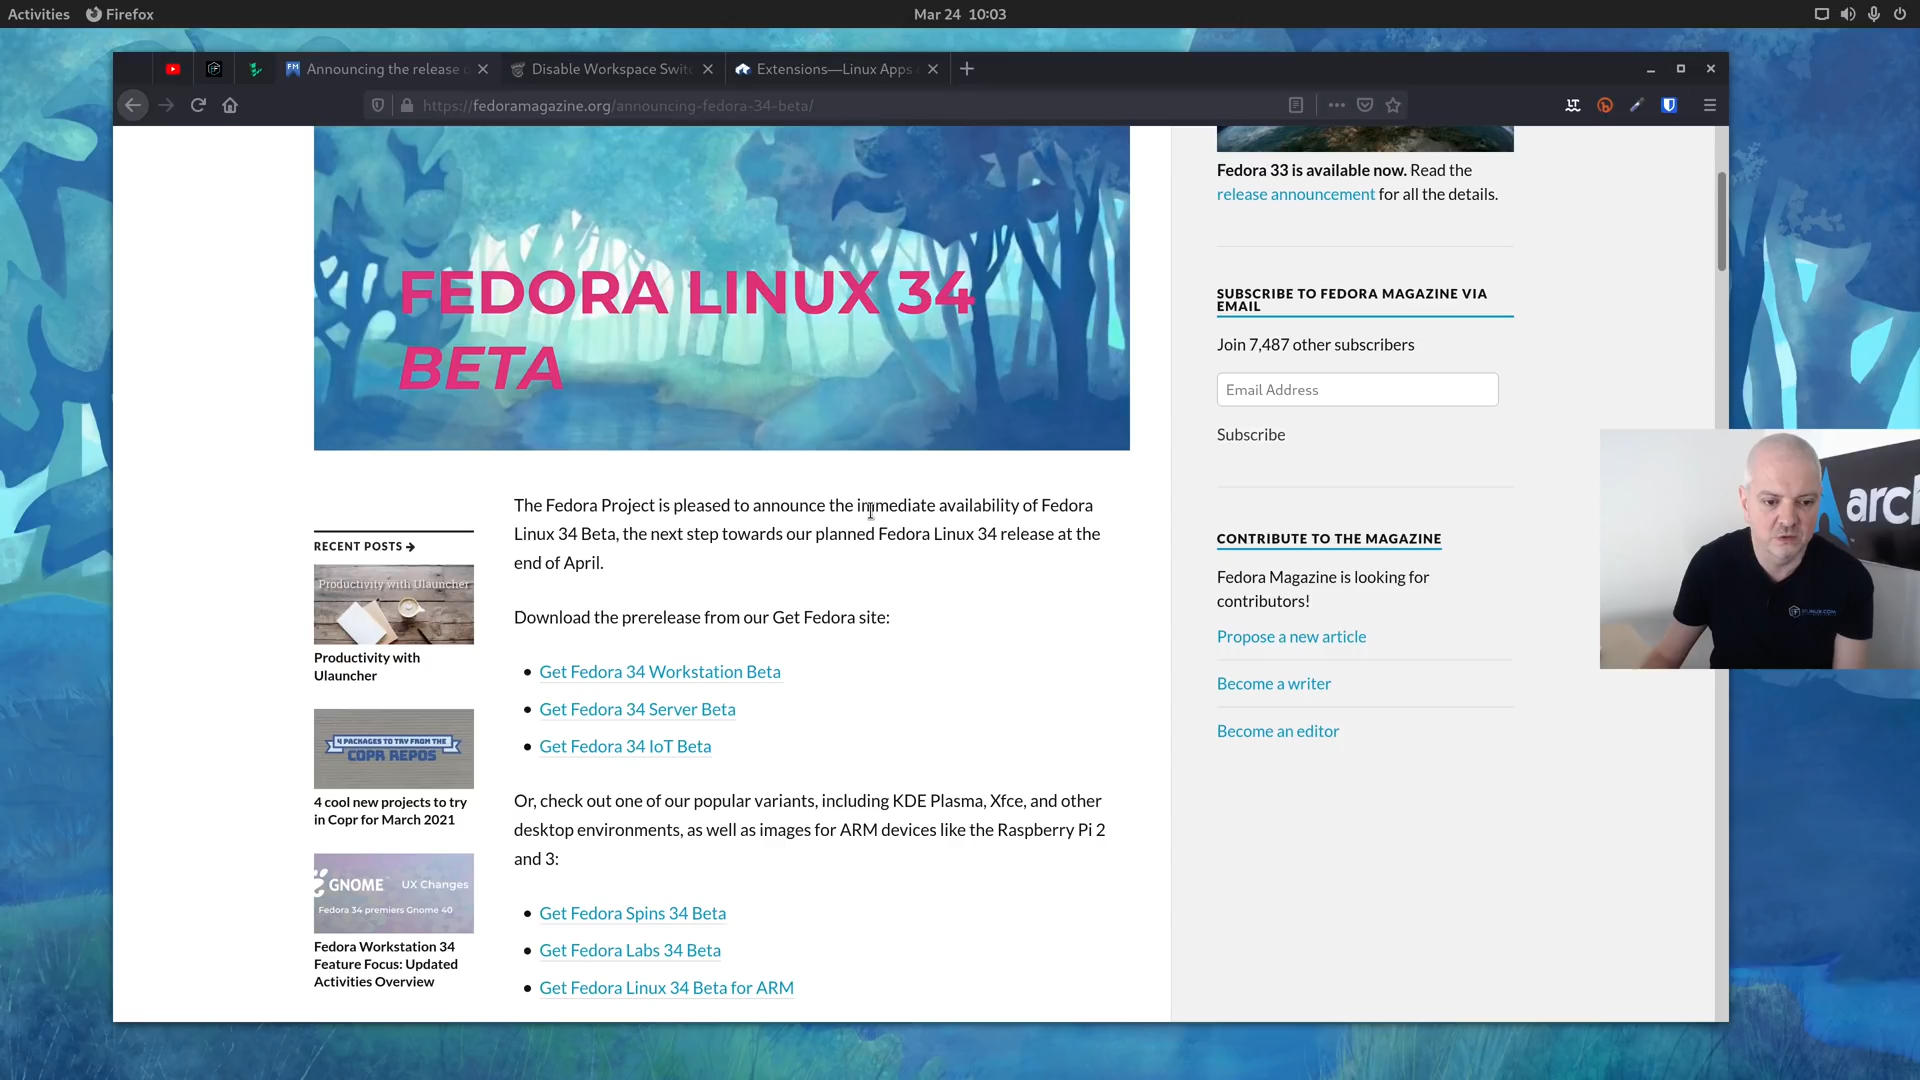 Activities
Firefox
Mar 24 10:03
FM
Announcing the release
Disable Workspace Swit
Extensions—Linux Apps
https://fedoramagazine.org/announcing-fedora-34-beta/
FEDORA LINUX 34
BETA
The Fedora Project is pleased to announce the immediate availability of Fedora
Linux 34 Beta, the next step towards our planned Fedora Linux 34 release at the
end of April.
Download the prerelease from our Get Fedora site:
• Get Fedora 34 Workstation Beta
• Get Fedora 34 Server Beta
• Get Fedora 34 IoT Beta
Or, check out one of our popular variants, including KDE Plasma, Xfce, and other
desktop environments, as well as images for ARM devices like the Raspberry Pi 2
and 3:
• Get Fedora Spins 34 Beta
• Get Fedora Labs 34 Beta
• Get Fedora Linux 34 Beta for ARM
RECENT POSTS →
Productivity with Ulauncher
Productivity with
Ulauncher
4 PACKAGES TO TRY FROM THE
COPR REPOS
4 cool new projects to try
in Copr for March 2021
GNOME UX Changes
Fedora 34 premiers Gnome 40
Fedora Workstation 34
Feature Focus: Updated
Activities Overview
Fedora 33 is available now. Read the
release announcement for all the details.
SUBSCRIBE TO FEDORA MAGAZINE VIA
EMAIL
Join 7,487 other subscribers
Email Address
Subscribe
CONTRIBUTE TO THE MAGAZINE
Fedora Magazine is looking for
contributors!
Propose a new article
Become a writer
Become an editor
arc